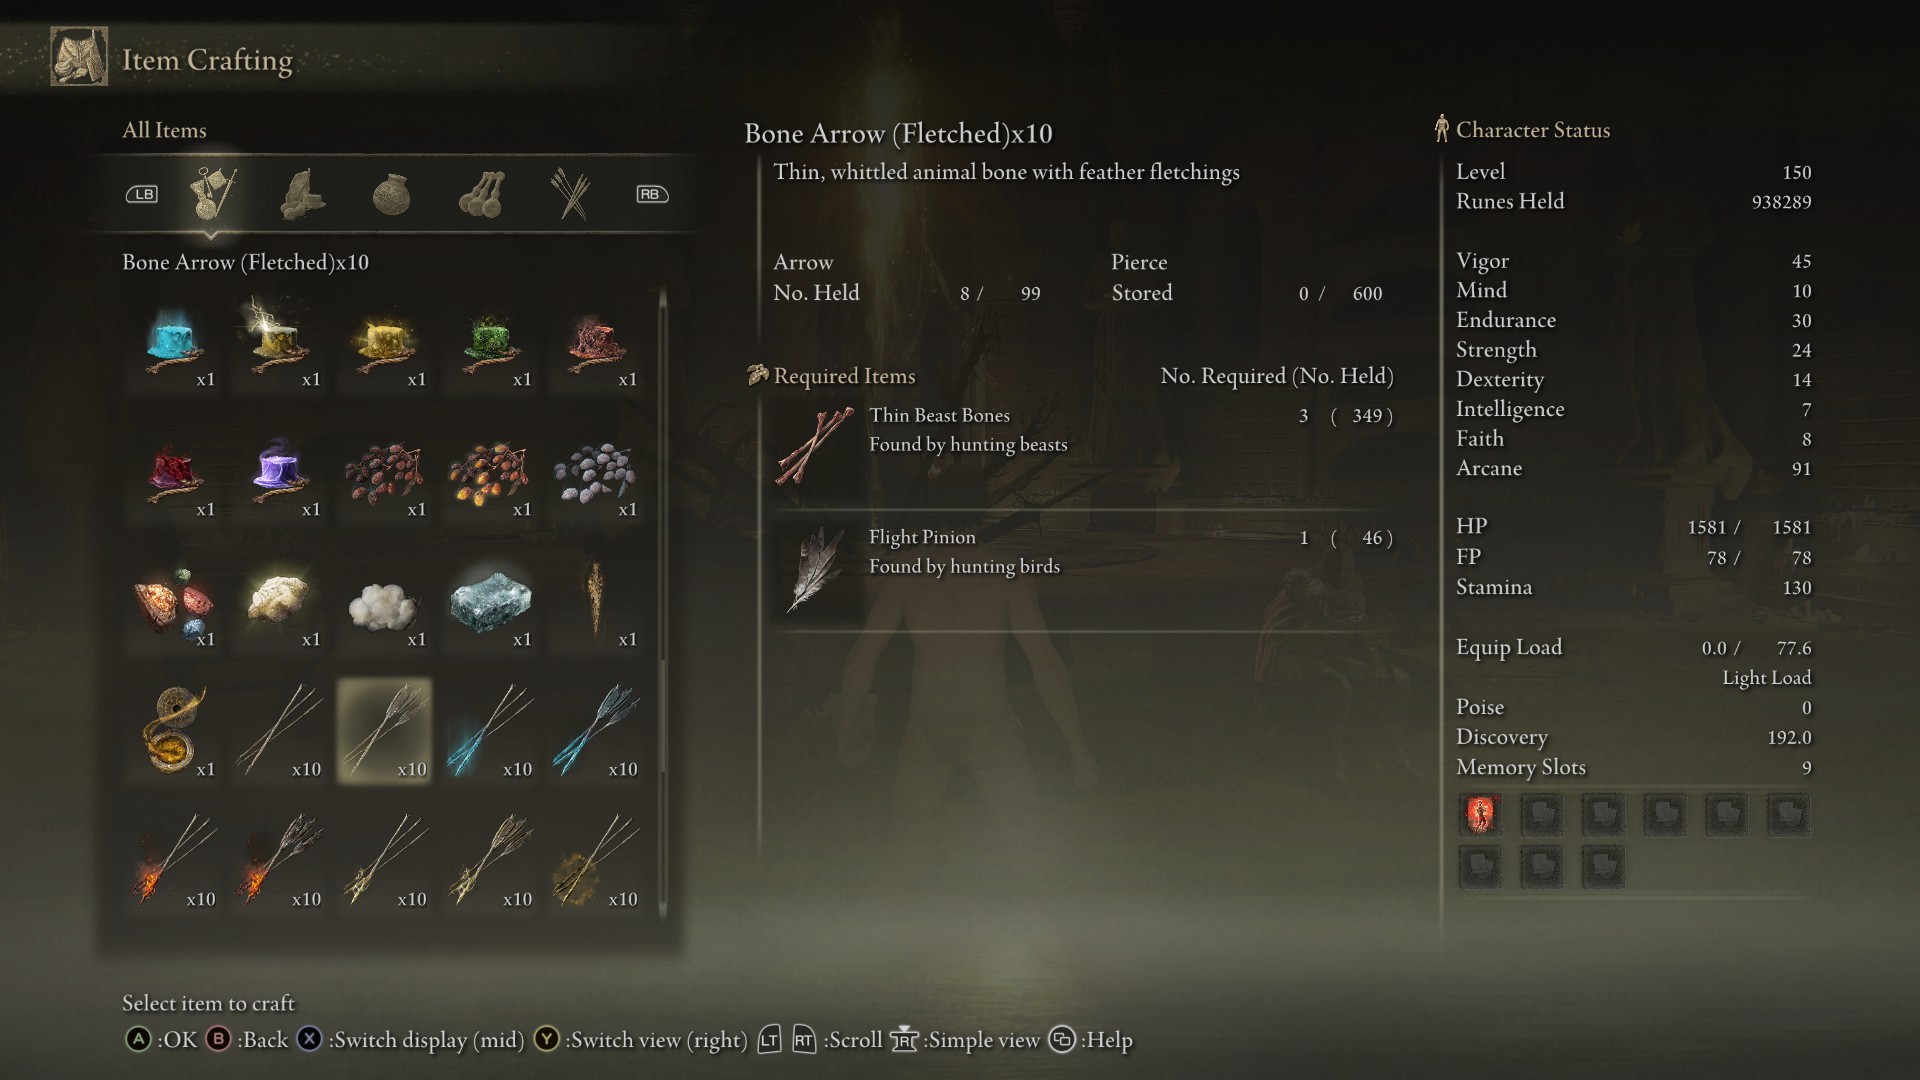 Item Crafting
All Items
LB
RB
Bone Arrow (Fletched)x10
x1 x1 x1 x1 x1
x1 x1 x1 x1 x1
x1 x1 x1 x1 x1
x1 x10 x10 x10 x10
x10 x10 x10 x10 x10
Bone Arrow (Fletched)x10
Thin, whittled animal bone with feather fletchings
Arrow Pierce
No. Held 8 / 99 Stored 0 / 600
Required Items No. Required (No. Held)
Thin Beast Bones 3 ( 349 )
Found by hunting beasts
Flight Pinion 1 ( 46 )
Found by hunting birds
Character Status
Level 150
Runes Held 938289
Vigor 45
Mind 10
Endurance 30
Strength 24
Dexterity 14
Intelligence 7
Faith 8
Arcane 91
HP 1581 / 1581
FP 78 / 78
Stamina 130
Equip Load 0.0 / 77.6
Light Load
Poise 0
Discovery 192.0
Memory Slots 9
Select item to craft
A :OK B :Back X :Switch display (mid) Y :Switch view (right) LT RT :Scroll R :Simple view :Help